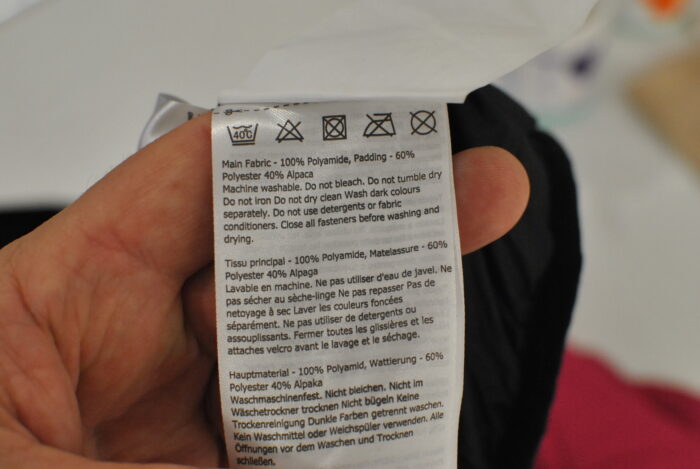 40°C
Main Fabric - 100% Polyamide, Padding - 60%
Polyester 40% Alpaca
Machine washable. Do not bleach. Do not tumble dry
Do not iron Do not dry clean Wash dark colours
separately. Do not use detergents or fabric
conditioners. Close all fasteners before washing and
drying.
Tissu principal - 100% Polyamide, Matelassure - 60%
Polyester 40% Alpaga
Lavable en machine. Ne pas utiliser d'eau de javel. Ne
pas sécher au sèche-linge Ne pas repasser Pas de
nettoyage à sec Laver les couleurs foncées
séparément. Ne pas utiliser de détergents ou
assouplissants. Fermer toutes les glissières et les
attaches velcro avant le lavage et le séchage.
Hauptmaterial - 100% Polyamid, Wattierung - 60%
Polyester 40% Alpaka
Waschmaschinenfest. Nicht bleichen. Nicht im
Wäschetrockner trocknen Nicht bügeln Keine
Trockenreinigung Dunkle Farben getrennt waschen.
Kein Waschmittel oder Weichspüler verwenden. Alle
Öffnungen vor dem Waschen und Trocknen
schließen.